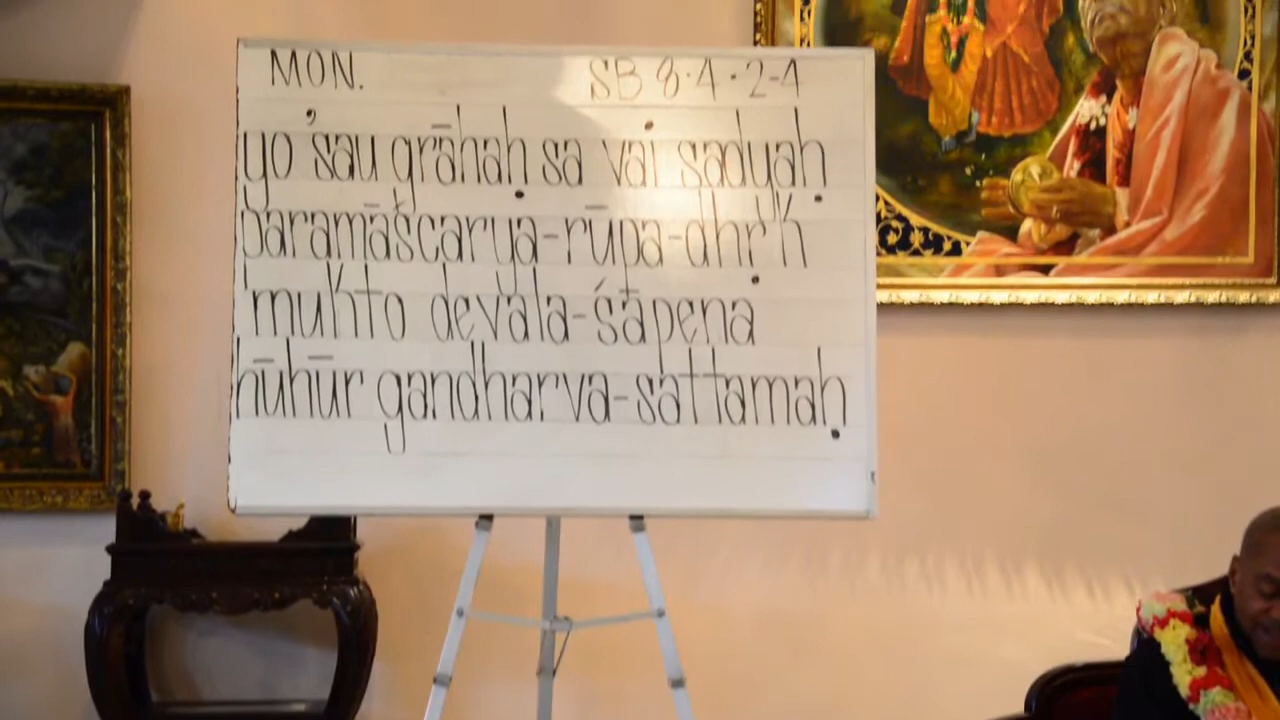 MON. SB 8·4·2-4
yo 'sau grāhaḥ sa vai sadyaḥ
paramāścarya-rūpa-dhṛk
mukto devala-śāpena
hūhūr gandharva-sattamaḥ